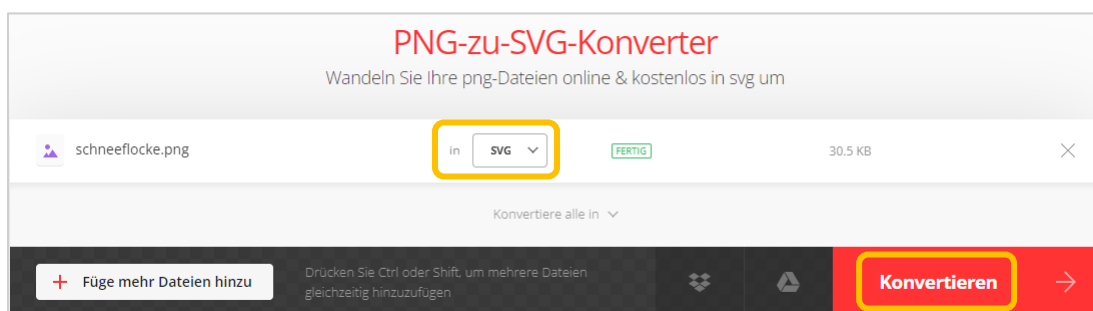 PNG-zu-SVG-Konverter
Wandeln Sie Ihre png-Dateien online & kostenlos in svg um
schneeflocke.png in SVG FERTIG 30.5 KB
Konvertiere alle in
Füge mehr Dateien hinzu
Drücken Sie Ctrl oder Shift, um mehrere Dateien
gleichzeitig hinzuzufügen
Konvertieren